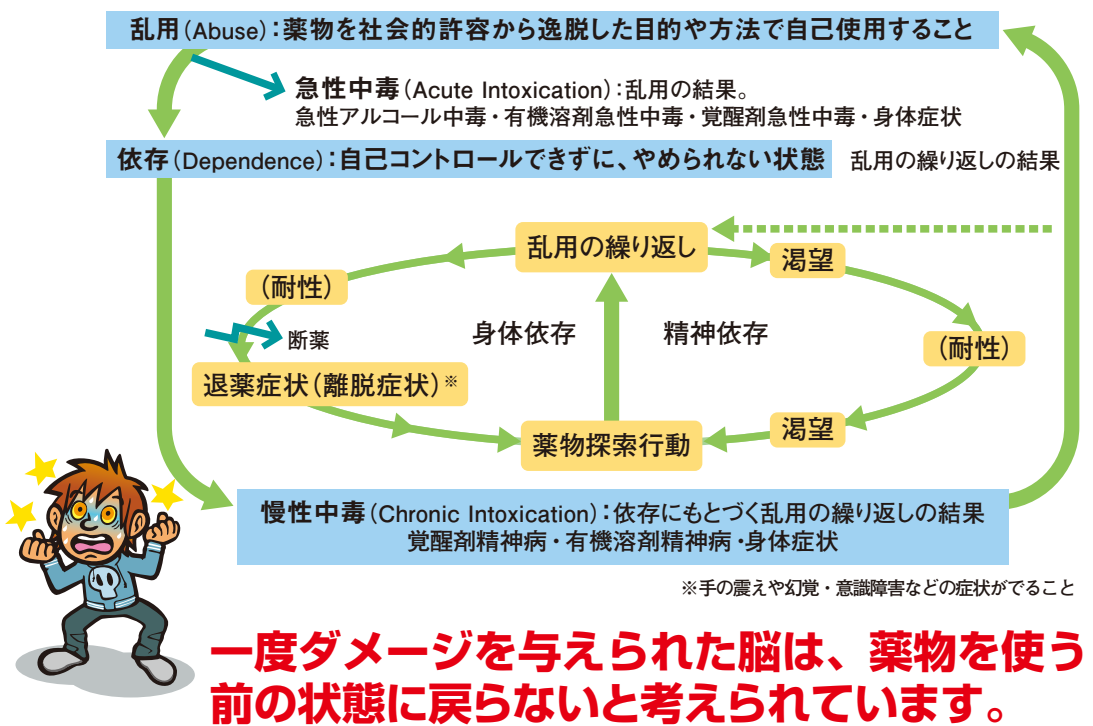 乱用(Abuse):薬物を社会的許容から逸脱した目的や方法で自己使用すること
急性中毒(Acute Intoxication):乱用の結果。
急性アルコール中毒・有機溶剤急性中毒・覚醒剤急性中毒・身体症状
依存(Dependence):自己コントロールできずに、やめられない状態
乱用の繰り返しの結果
乱用の繰り返し
渇望
(耐性)
断薬
身体依存
精神依存
(耐性)
退薬症状(離脱症状)※
渇望
薬物探索行動
慢性中毒(Chronic Intoxication):依存にもとづく乱用の繰り返しの結果
覚醒剤精神病・有機溶剤精神病・身体症状
※手の震えや幻覚・意識障害などの症状がでること
一度ダメージを与えられた脳は、薬物を使う
前の状態に戻らないと考えられています。